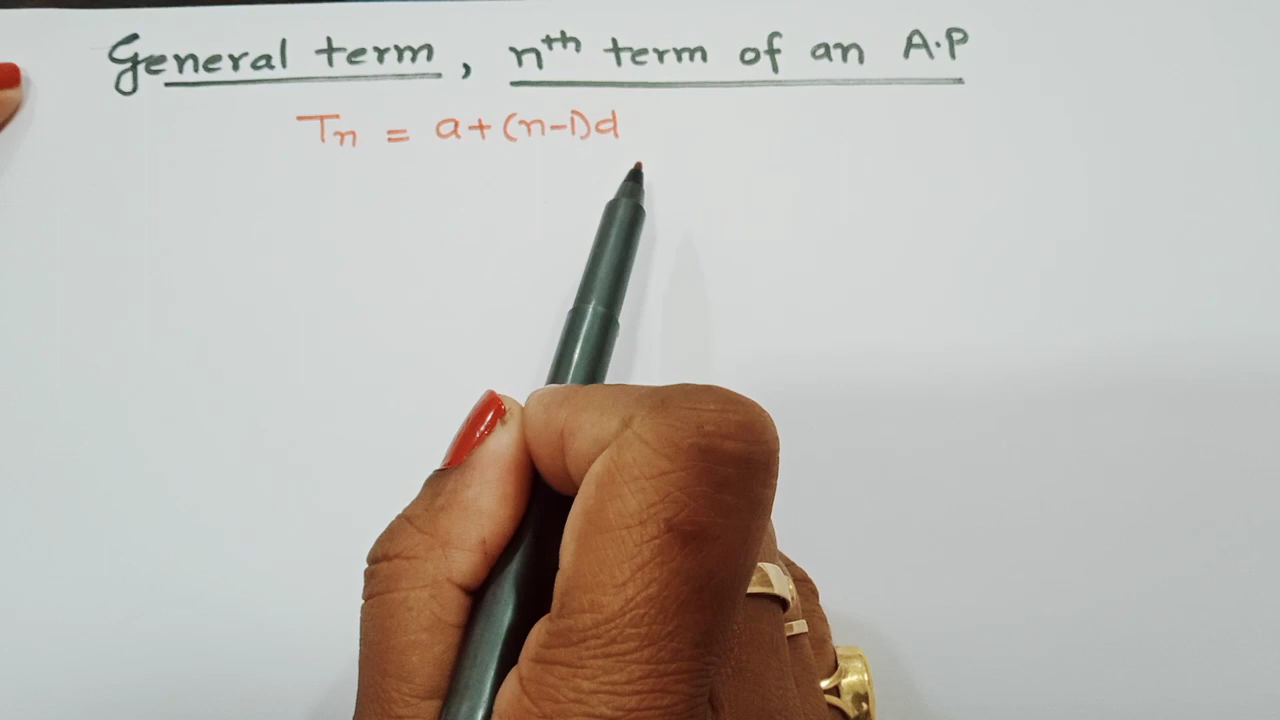 General term, nth term of an A.P
Tn = a+(n-1)d